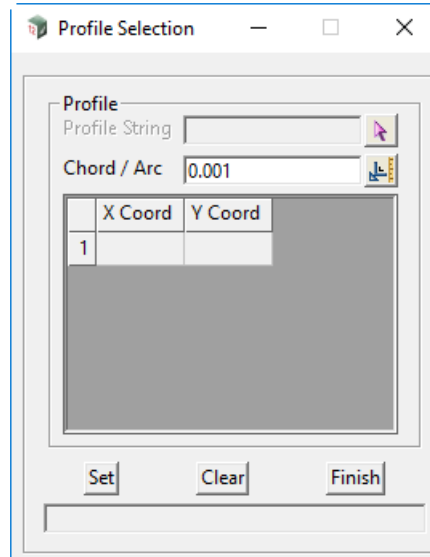 Profile Selection
Profile
Profile String
Chord / Arc 0.001
X Coord Y Coord
1
Set Clear Finish